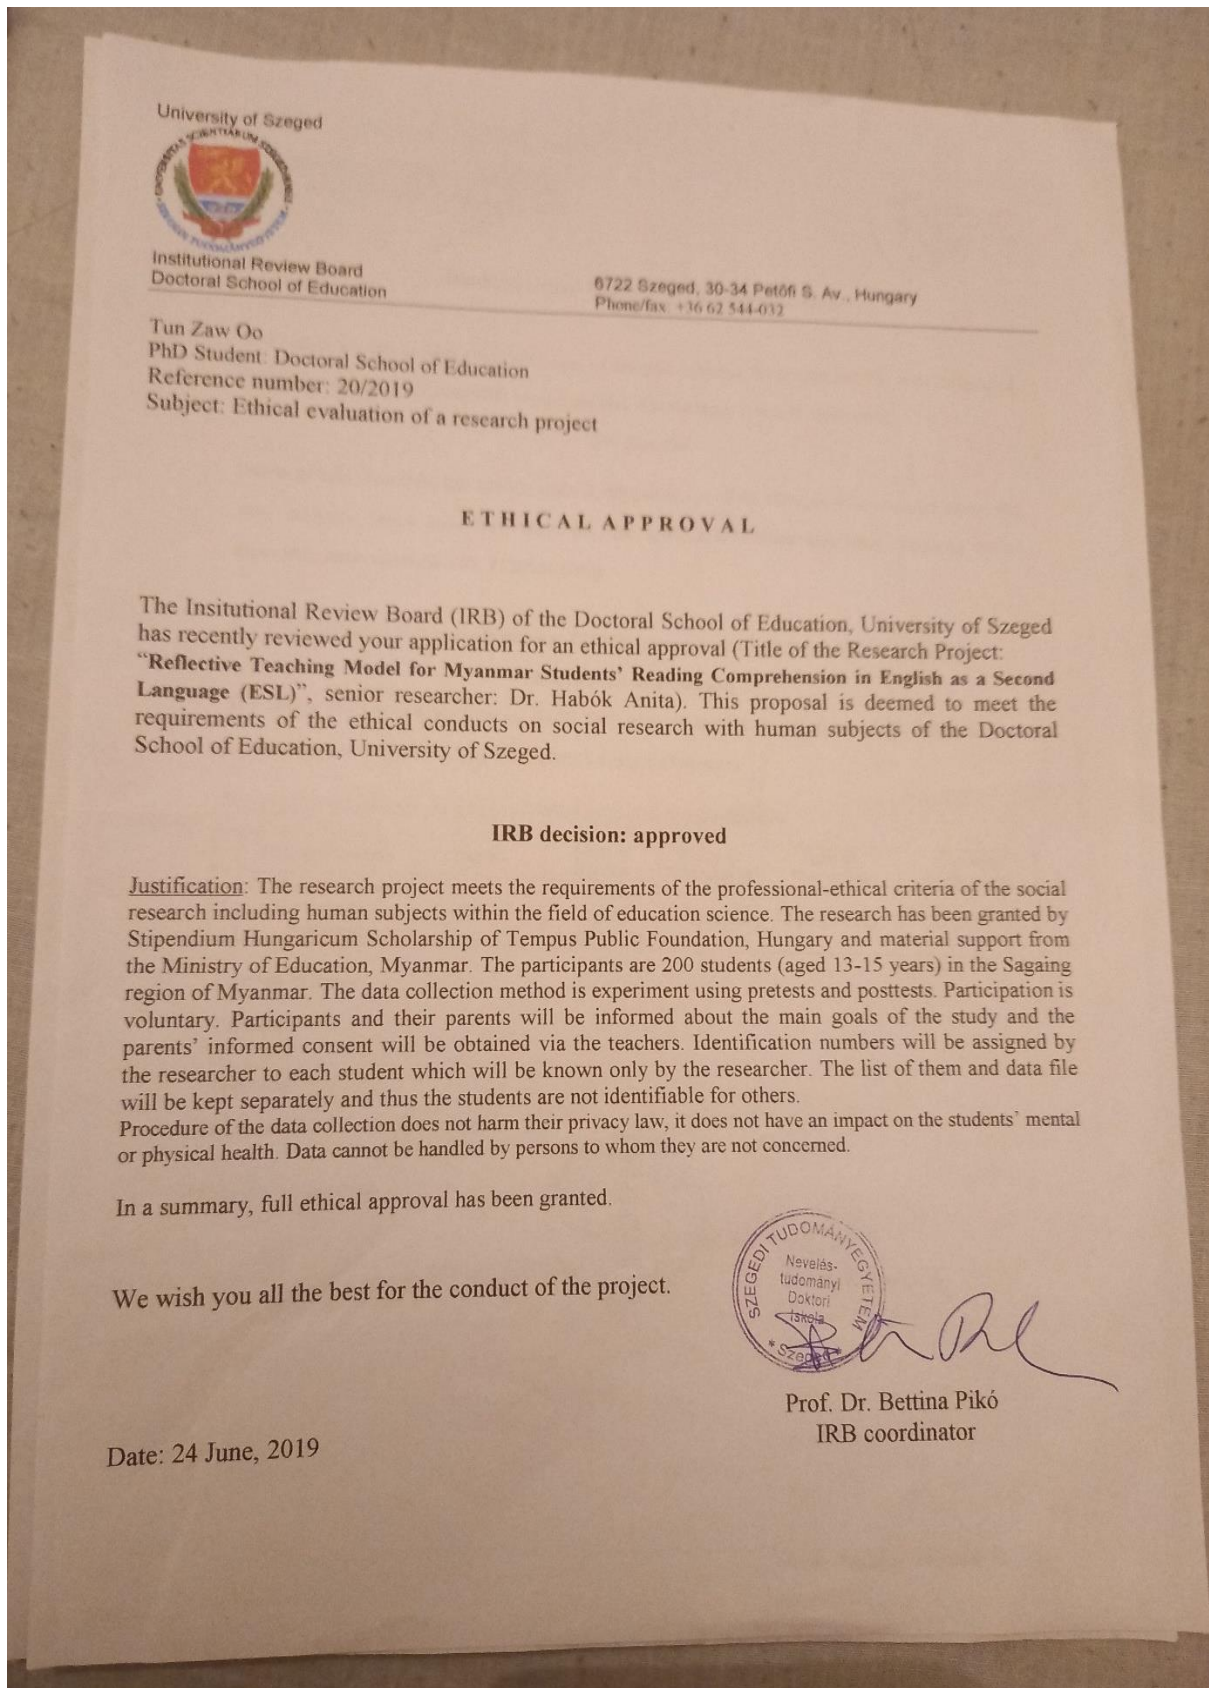 University of Szeged
UNIVERSITAS SCIENTIARUM SZEGEDIENSIS
SZEGEDI TUDOMÁNYEGYETEM
Institutional Review Board
Doctoral School of Education
6722 Szeged, 30-34 Petőfi S. Av., Hungary
Phone/fax: +36 62 544-032
Tun Zaw Oo
PhD Student: Doctoral School of Education
Reference number: 20/2019
Subject: Ethical evaluation of a research project
ETHICAL APPROVAL
The Insitutional Review Board (IRB) of the Doctoral School of Education, University of Szeged
has recently reviewed your application for an ethical approval (Title of the Research Project:
“Reflective Teaching Model for Myanmar Students’ Reading Comprehension in English as a Second
Language (ESL)”, senior researcher: Dr. Habók Anita). This proposal is deemed to meet the
requirements of the ethical conducts on social research with human subjects of the Doctoral
School of Education, University of Szeged.
IRB decision: approved
Justification: The research project meets the requirements of the professional-ethical criteria of the social
research including human subjects within the field of education science. The research has been granted by
Stipendium Hungaricum Scholarship of Tempus Public Foundation, Hungary and material support from
the Ministry of Education, Myanmar. The participants are 200 students (aged 13-15 years) in the Sagaing
region of Myanmar. The data collection method is experiment using pretests and posttests. Participation is
voluntary. Participants and their parents will be informed about the main goals of the study and the
parents’ informed consent will be obtained via the teachers. Identification numbers will be assigned by
the researcher to each student which will be known only by the researcher. The list of them and data file
will be kept separately and thus the students are not identifiable for others.
Procedure of the data collection does not harm their privacy law, it does not have an impact on the students’ mental
or physical health. Data cannot be handled by persons to whom they are not concerned.
In a summary, full ethical approval has been granted.
We wish you all the best for the conduct of the project.
SZEGEDI TUDOMÁNYEGYETEM
Nevelés-
tudományi
Doktori
Iskola
* Szeged *
Prof. Dr. Bettina Pikó
IRB coordinator
Date: 24 June, 2019